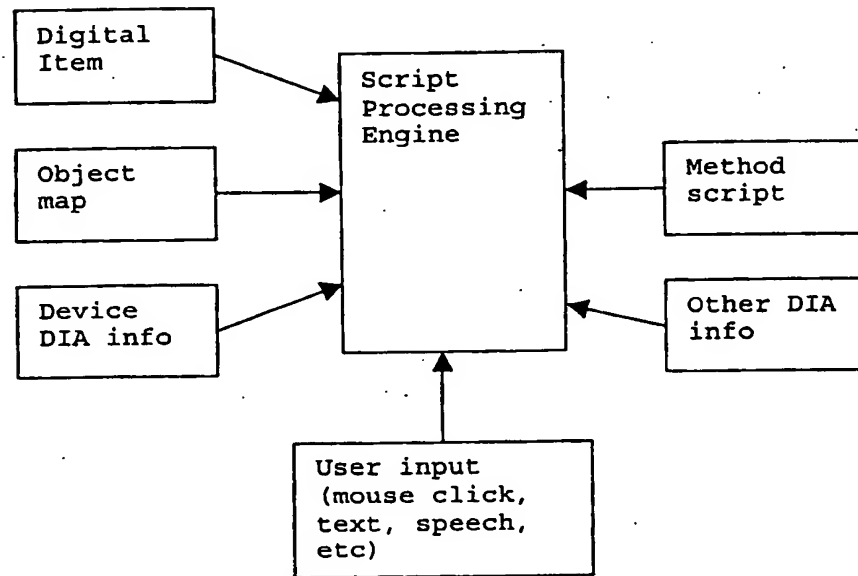 Digital
Item
Script
Processing
Engine
Object
map
Method
script
Device
DIA info
Other DIA
info
User input
(mouse click,
text, speech,
etc)